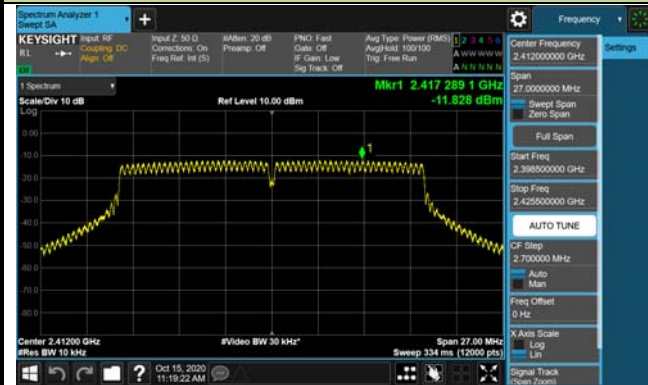 Spectrum Analyzer 1
Swept SA
+
Frequency
KEYSIGHT
RL
Input: RF
Coupling: DC
Align: Off
Input Z: 50 Ω
Corrections: On
Freq Ref: Int (S)
#Atten: 20 dB
Preamp: Off
PNO: Fast
Gate: Off
IF Gain: Low
Sig Track: Off
Avg Type: Power (RMS)
Avg|Hold: 100/100
Trig: Free Run
1 2 3 4 5 6
A W W W W W
A N N N N N
1 Spectrum
Scale/Div 10 dB
Ref Level 10.00 dBm
Mkr1 2.417 289 1 GHz
-11.828 dBm
Log
0.00
-10.0
-20.0
-30.0
-40.0
-50.0
-60.0
-70.0
-80.0
1
Center 2.41200 GHz
#Res BW 10 kHz
#Video BW 30 kHz*
Span 27.00 MHz
Sweep 334 ms (12000 pts)
Oct 15, 2020
11:19:22 AM
Center Frequency
2.412000000 GHz
Settings
Span
27.0000000 MHz
Swept Span
Zero Span
Full Span
Start Freq
2.398500000 GHz
Stop Freq
2.425500000 GHz
AUTO TUNE
CF Step
2.700000 MHz
Auto
Man
Freq Offset
0 Hz
X Axis Scale
Log
Lin
Signal Track
(Span Zoom)